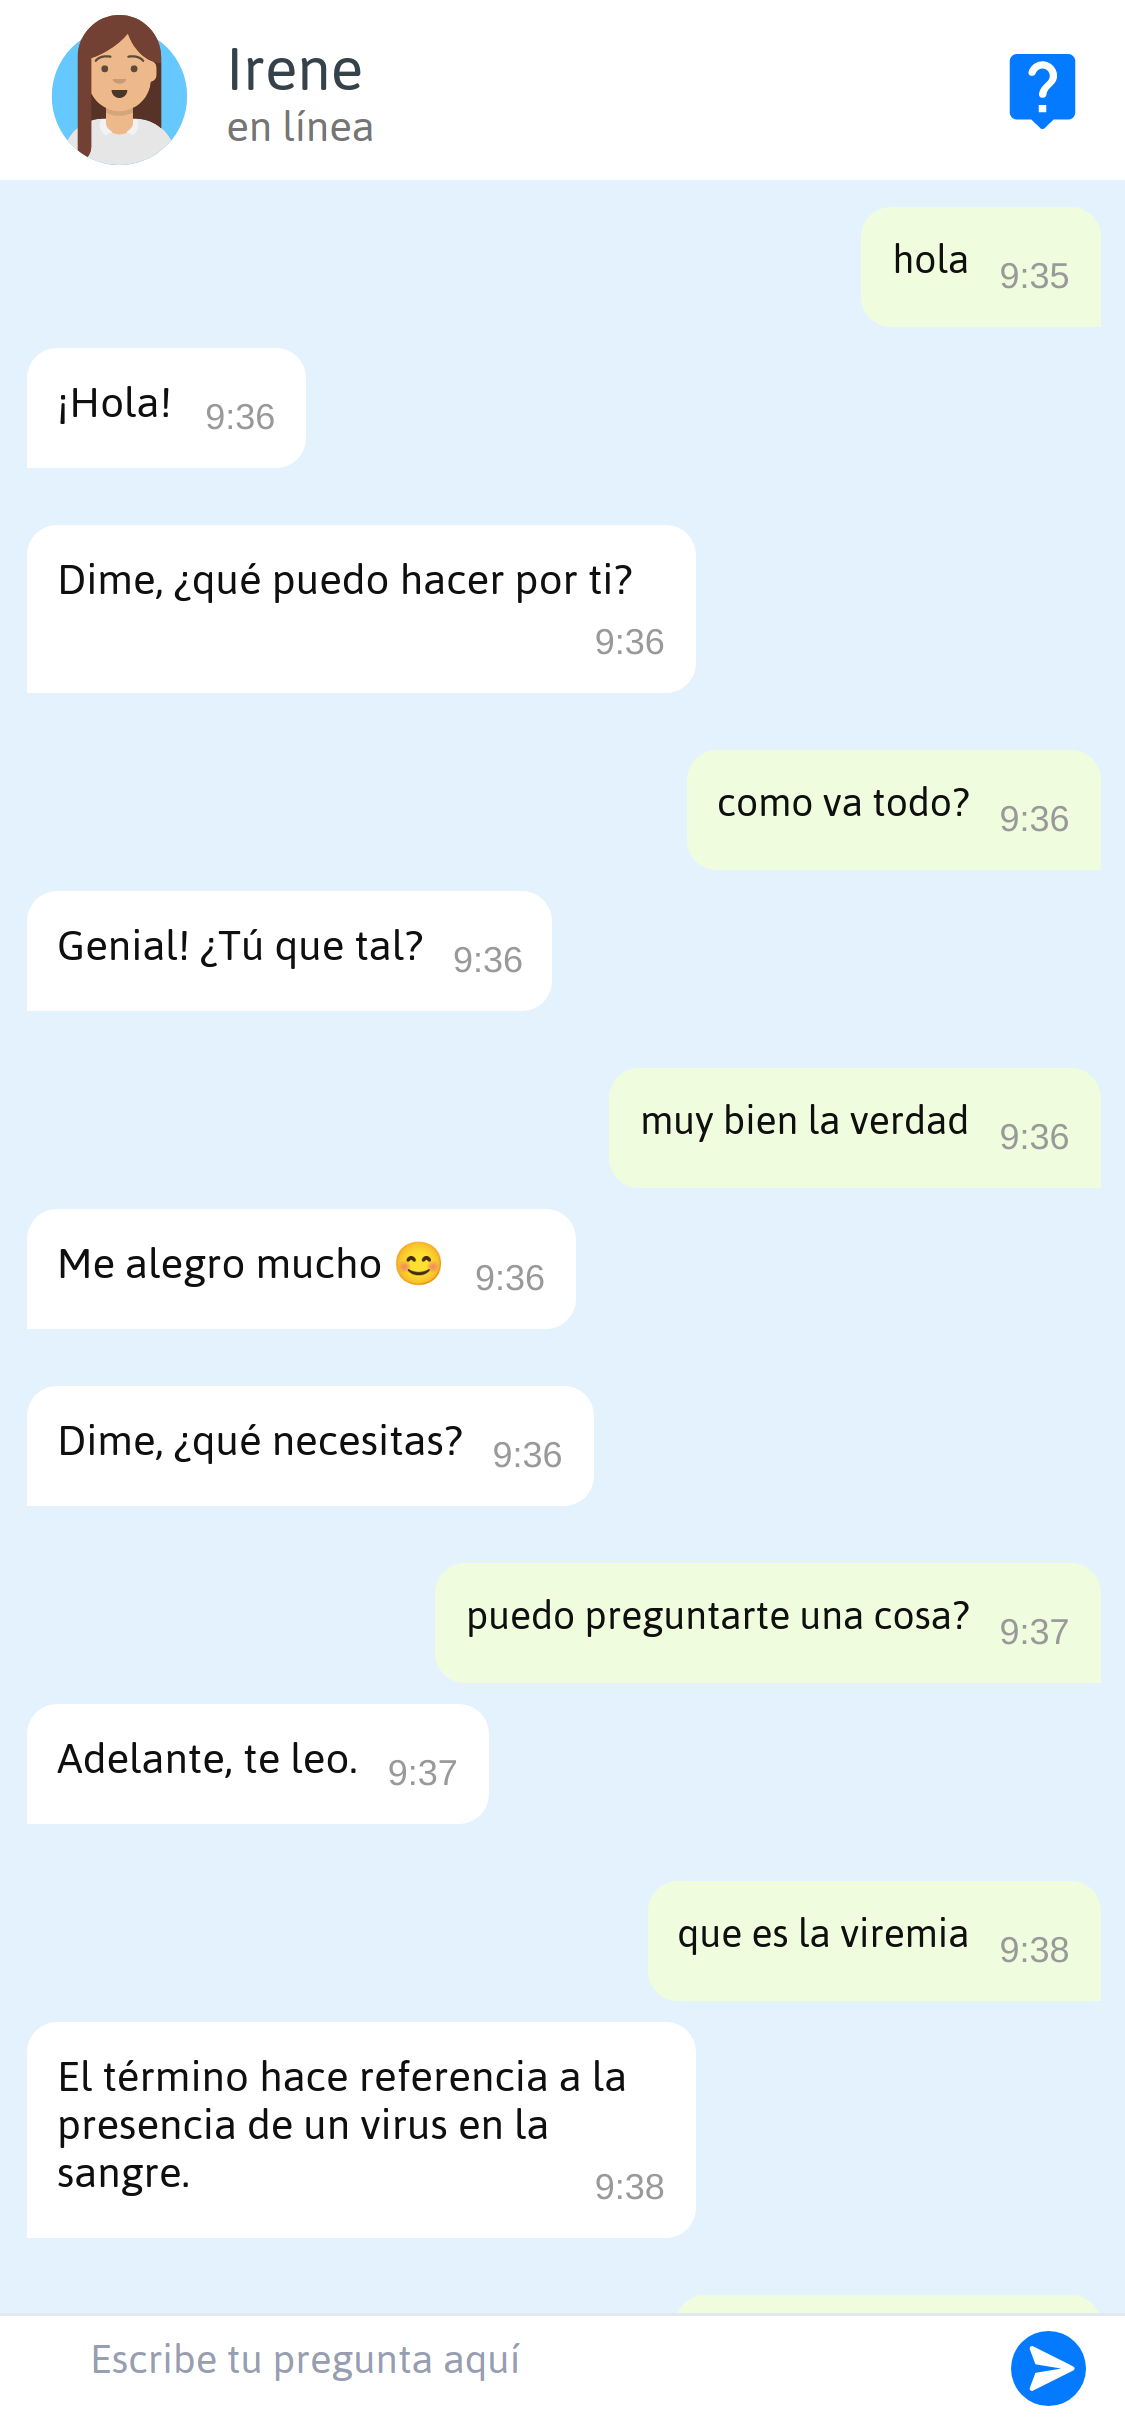 Irene
en línea
hola 9:35
¡Hola! 9:36
Dime, ¿qué puedo hacer por ti?
9:36
como va todo? 9:36
Genial! ¿Tú que tal? 9:36
muy bien la verdad 9:36
Me alegro mucho 😊 9:36
Dime, ¿qué necesitas? 9:36
puedo preguntarte una cosa? 9:37
Adelante, te leo. 9:37
que es la viremia 9:38
El término hace referencia a la
presencia de un virus en la
sangre. 9:38
Escribe tu pregunta aquí